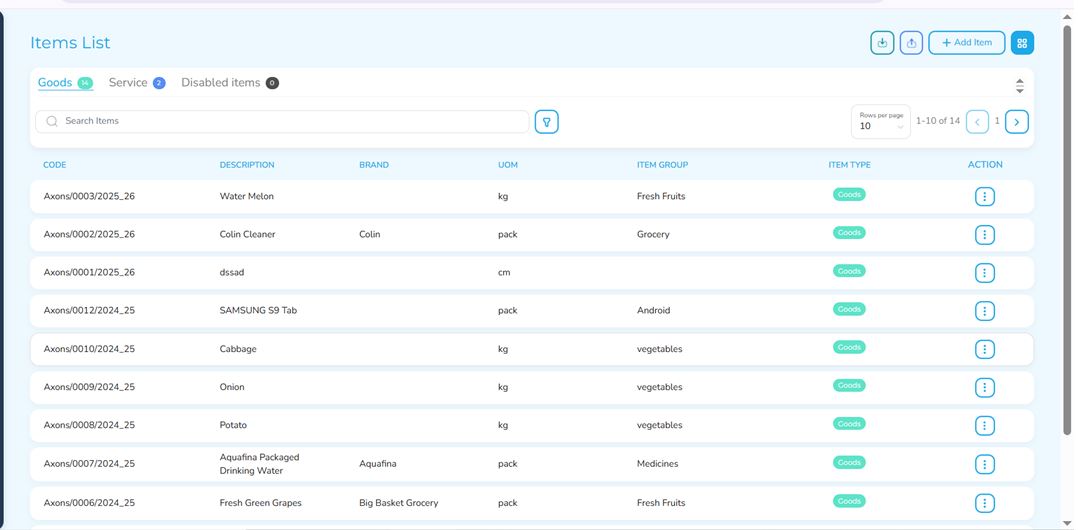 Items List
+ Add Item
Goods 14 Service 2 Disabled items 0
Search Items
Rows per page
10
1-10 of 14 1
CODE DESCRIPTION BRAND UOM ITEM GROUP ITEM TYPE ACTION
Axons/0003/2025_26 Water Melon kg Fresh Fruits Goods
Axons/0002/2025_26 Colin Cleaner Colin pack Grocery Goods
Axons/0001/2025_26 dssad cm Goods
Axons/0012/2024_25 SAMSUNG S9 Tab pack Android Goods
Axons/0010/2024_25 Cabbage kg vegetables Goods
Axons/0009/2024_25 Onion kg vegetables Goods
Axons/0008/2024_25 Potato kg vegetables Goods
Axons/0007/2024_25 Aquafina Packaged
Drinking Water Aquafina pack Medicines Goods
Axons/0006/2024_25 Fresh Green Grapes Big Basket Grocery pack Fresh Fruits Goods